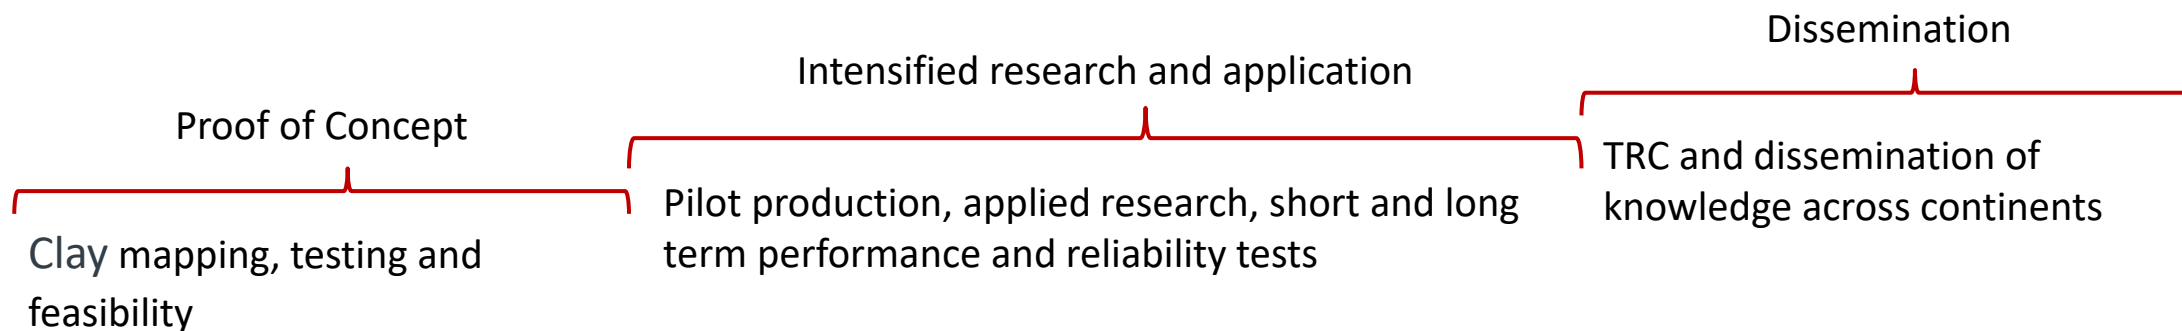 Proof of Concept
Clay mapping, testing and
feasibility
Intensified research and application
Pilot production, applied research, short and long
term performance and reliability tests
Dissemination
TRC and dissemination of
knowledge across continents